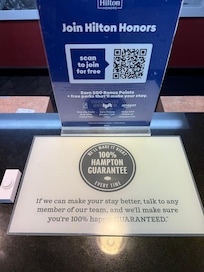 Hilton
HONORS
Join Hilton Honors
scan
to join
for free
Earn 500 Bonus Points
+ free perks that'll make your stay.
lyft
WE'LL MAKE IT RIGHT
100%
HAMPTON
GUARANTEE
EVERY TIME
If we can make your stay better, talk to any
member of our team, and we'll make sure
you're 100% happy. GUARANTEED.